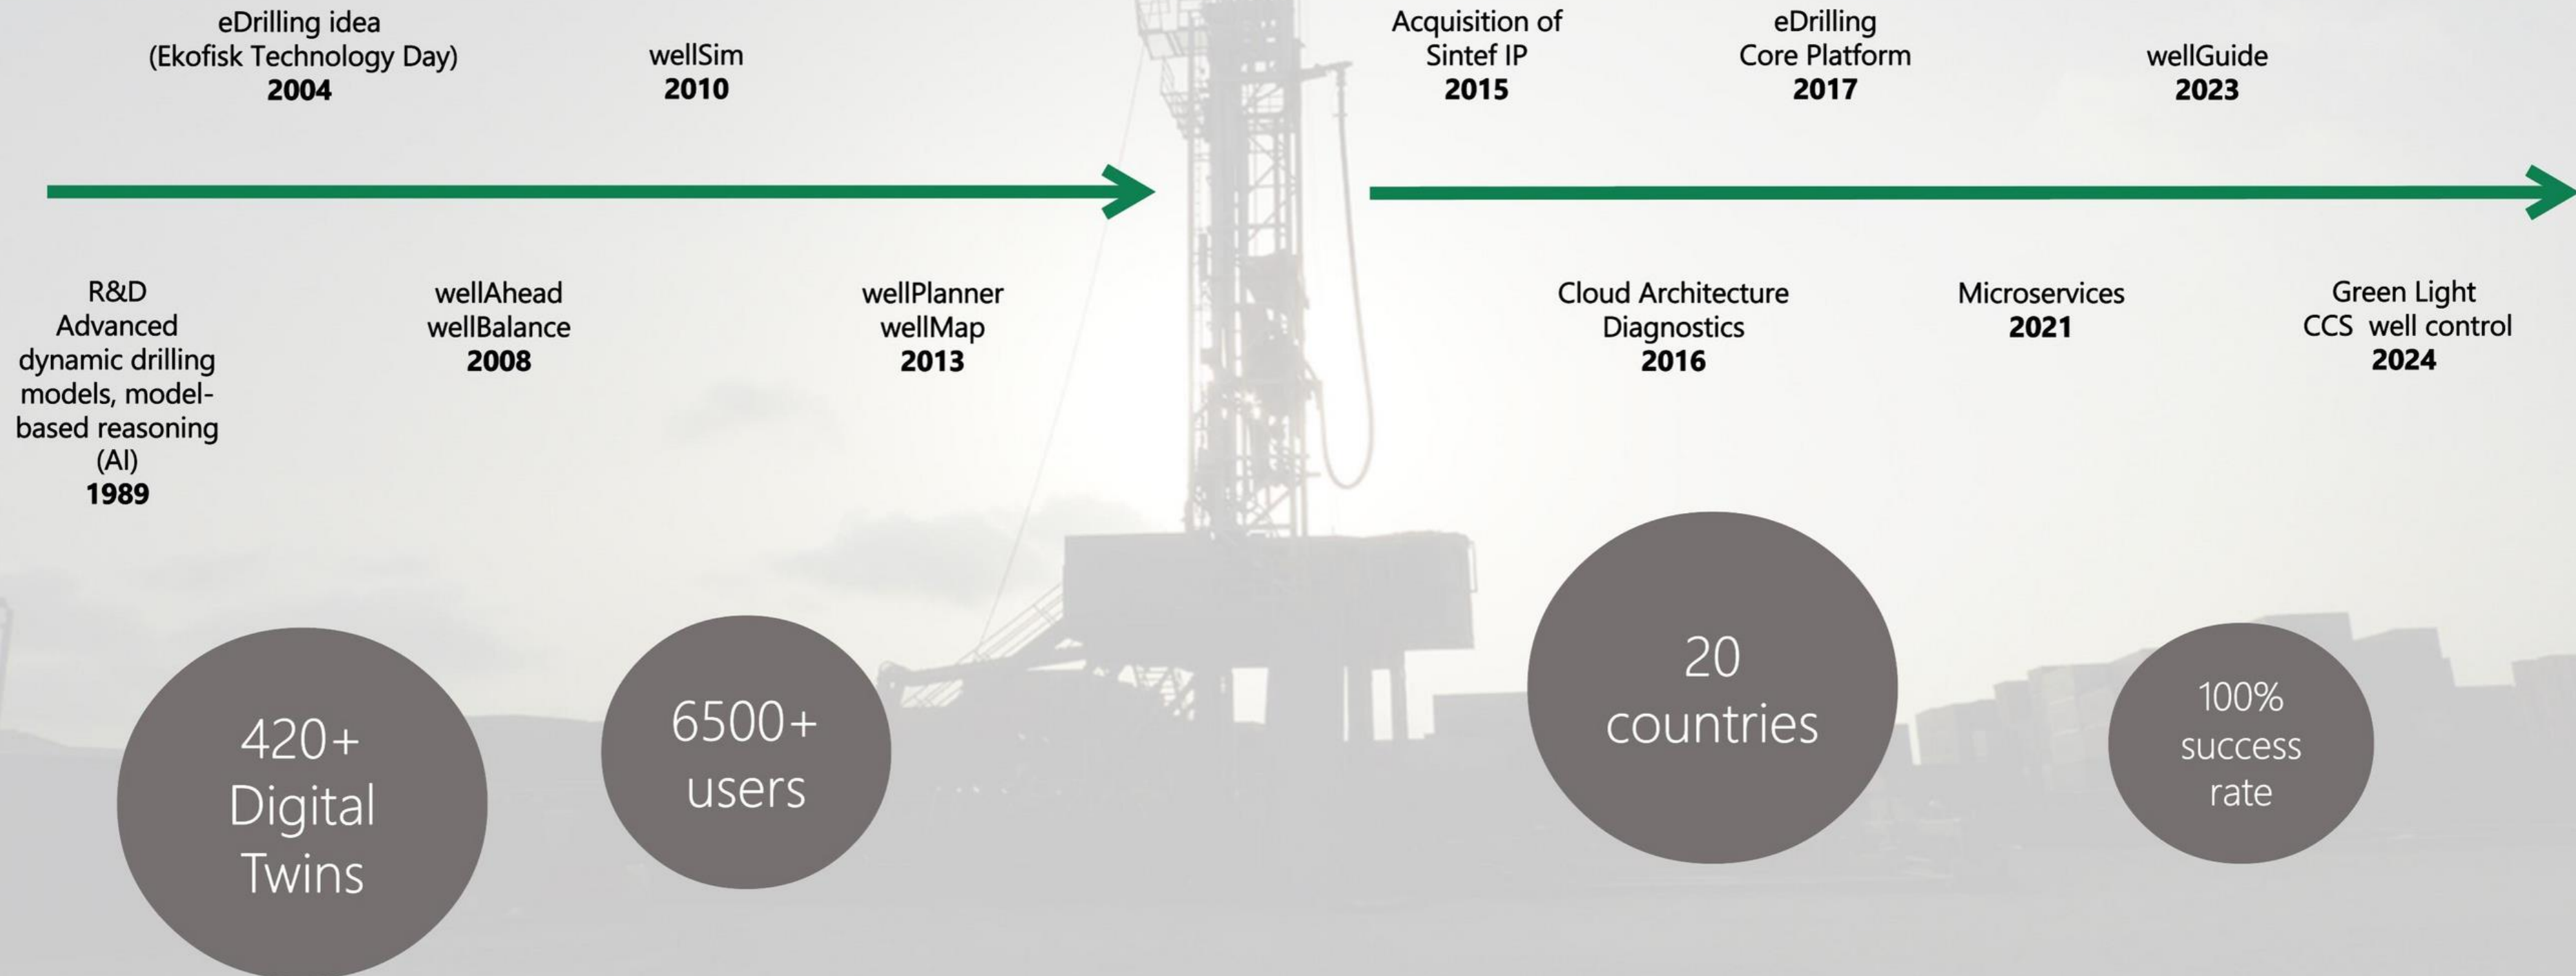 eDrilling idea
(Ekofisk Technology Day)
2004
wellSim
2010
Acquisition of
Sintef IP
2015
eDrilling
Core Platform
2017
wellGuide
2023
R&D
Advanced
dynamic drilling
models, model-
based reasoning
(AI)
1989
wellAhead
wellBalance
2008
wellPlanner
wellMap
2013
Cloud Architecture
Diagnostics
2016
Microservices
2021
Green Light
CCS  well control
2024
420+
Digital
Twins
6500+
users
20
countries
100%
success
rate